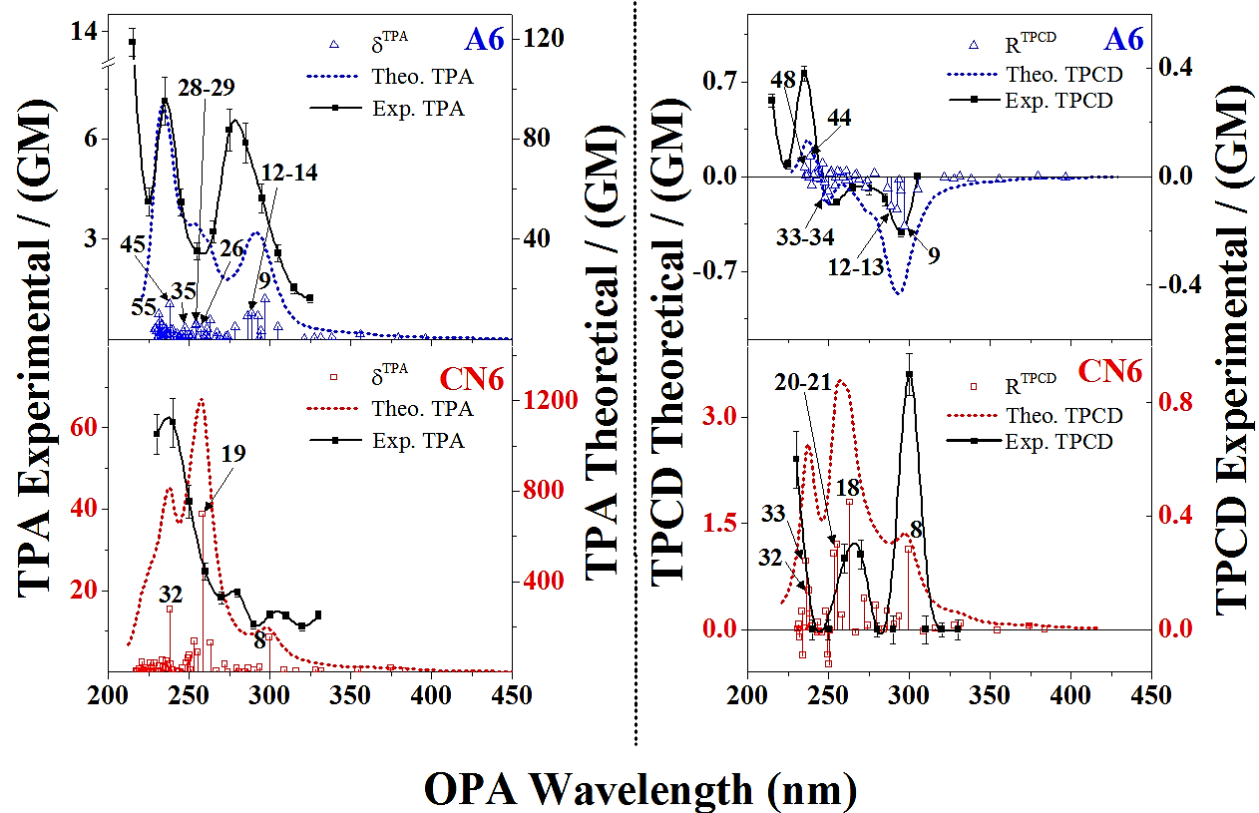 TPA Experimental / (GM)
14
6
3
A6
δTPA
Theo. TPA
Exp. TPA
28-29
12-14
45
35
26
9
55
120
80
40
0
60
40
20
CN6
δTPA
Theo. TPA
Exp. TPA
19
32
8
1200
800
400
200 250 300 350 400 450
TPA Theoretical / (GM)
TPCD Theoretical / (GM)
0.7
0.0
-0.7
A6
RTPCD
Theo. TPCD
Exp. TPCD
48
44
33-34
12-13
9
0.4
0.2
0.0
-0.2
-0.4
3.0
1.5
0.0
CN6
RTPCD
Theo. TPCD
Exp. TPCD
20-21
18
33
32
8
0.8
0.4
0.0
200 250 300 350 400 450
TPCD Experimental / (GM)
OPA Wavelength (nm)